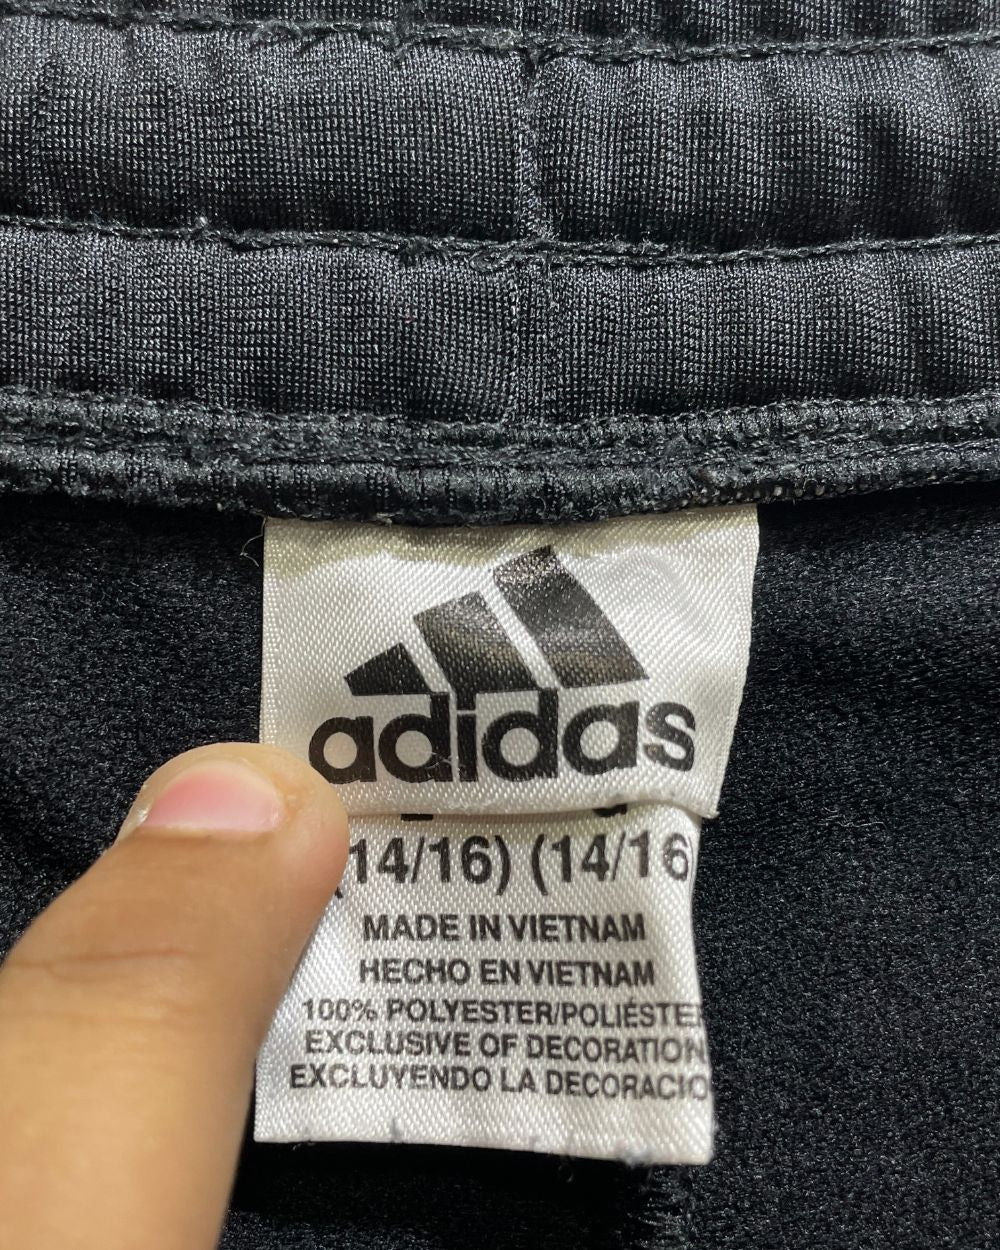 adidas
(14/16) (14/16
MADE IN VIETNAM
HECHO EN VIETNAM
100% POLYESTER/POLIÉSTE
EXCLUSIVE OF DECORATION
EXCLUYENDO LA DECORACIO